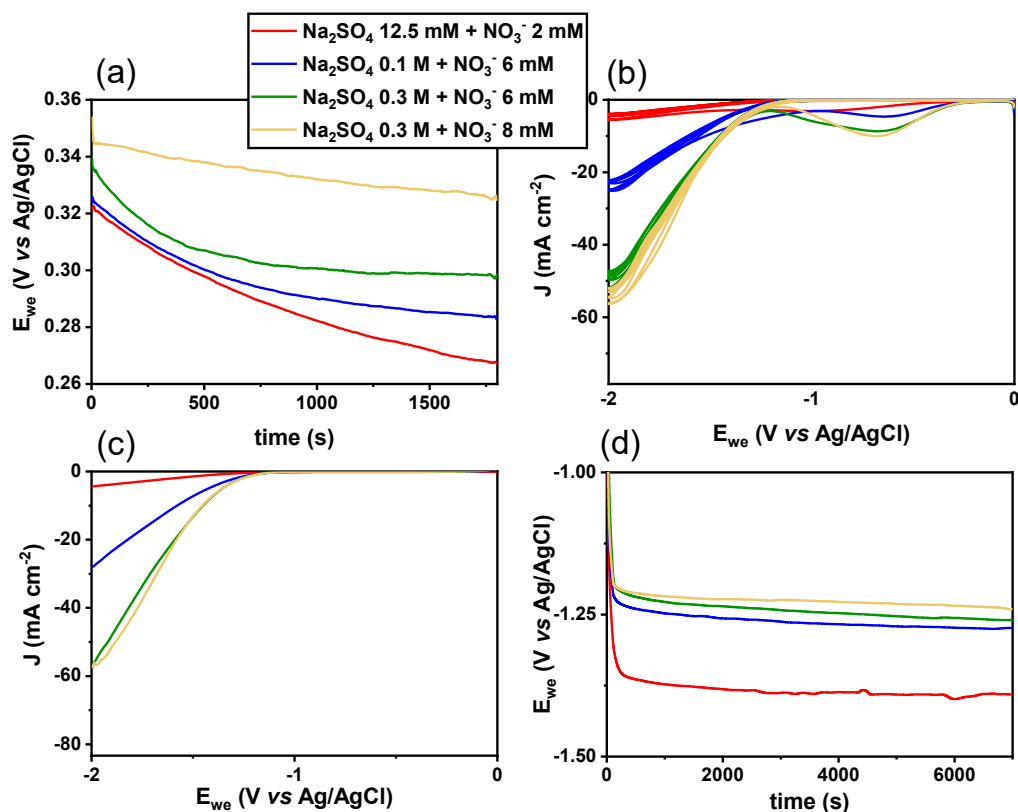 Na₂SO₄ 12.5 mM + NO₃⁻ 2 mM
Na₂SO₄ 0.1 M + NO₃⁻ 6 mM
Na₂SO₄ 0.3 M + NO₃⁻ 6 mM
Na₂SO₄ 0.3 M + NO₃⁻ 8 mM
(a)
0.36
0.34
0.32
0.30
0.28
0.26
E_we (V vs Ag/AgCl)
0
500
1000
1500
time (s)
(b)
0
-20
-40
-60
J (mA cm⁻²)
-2
-1
0
E_we (V vs Ag/AgCl)
(c)
0
-20
-40
-60
-80
J (mA cm⁻²)
-2
-1
0
E_we (V vs Ag/AgCl)
(d)
-1.00
-1.25
-1.50
E_we (V vs Ag/AgCl)
0
2000
4000
6000
time (s)